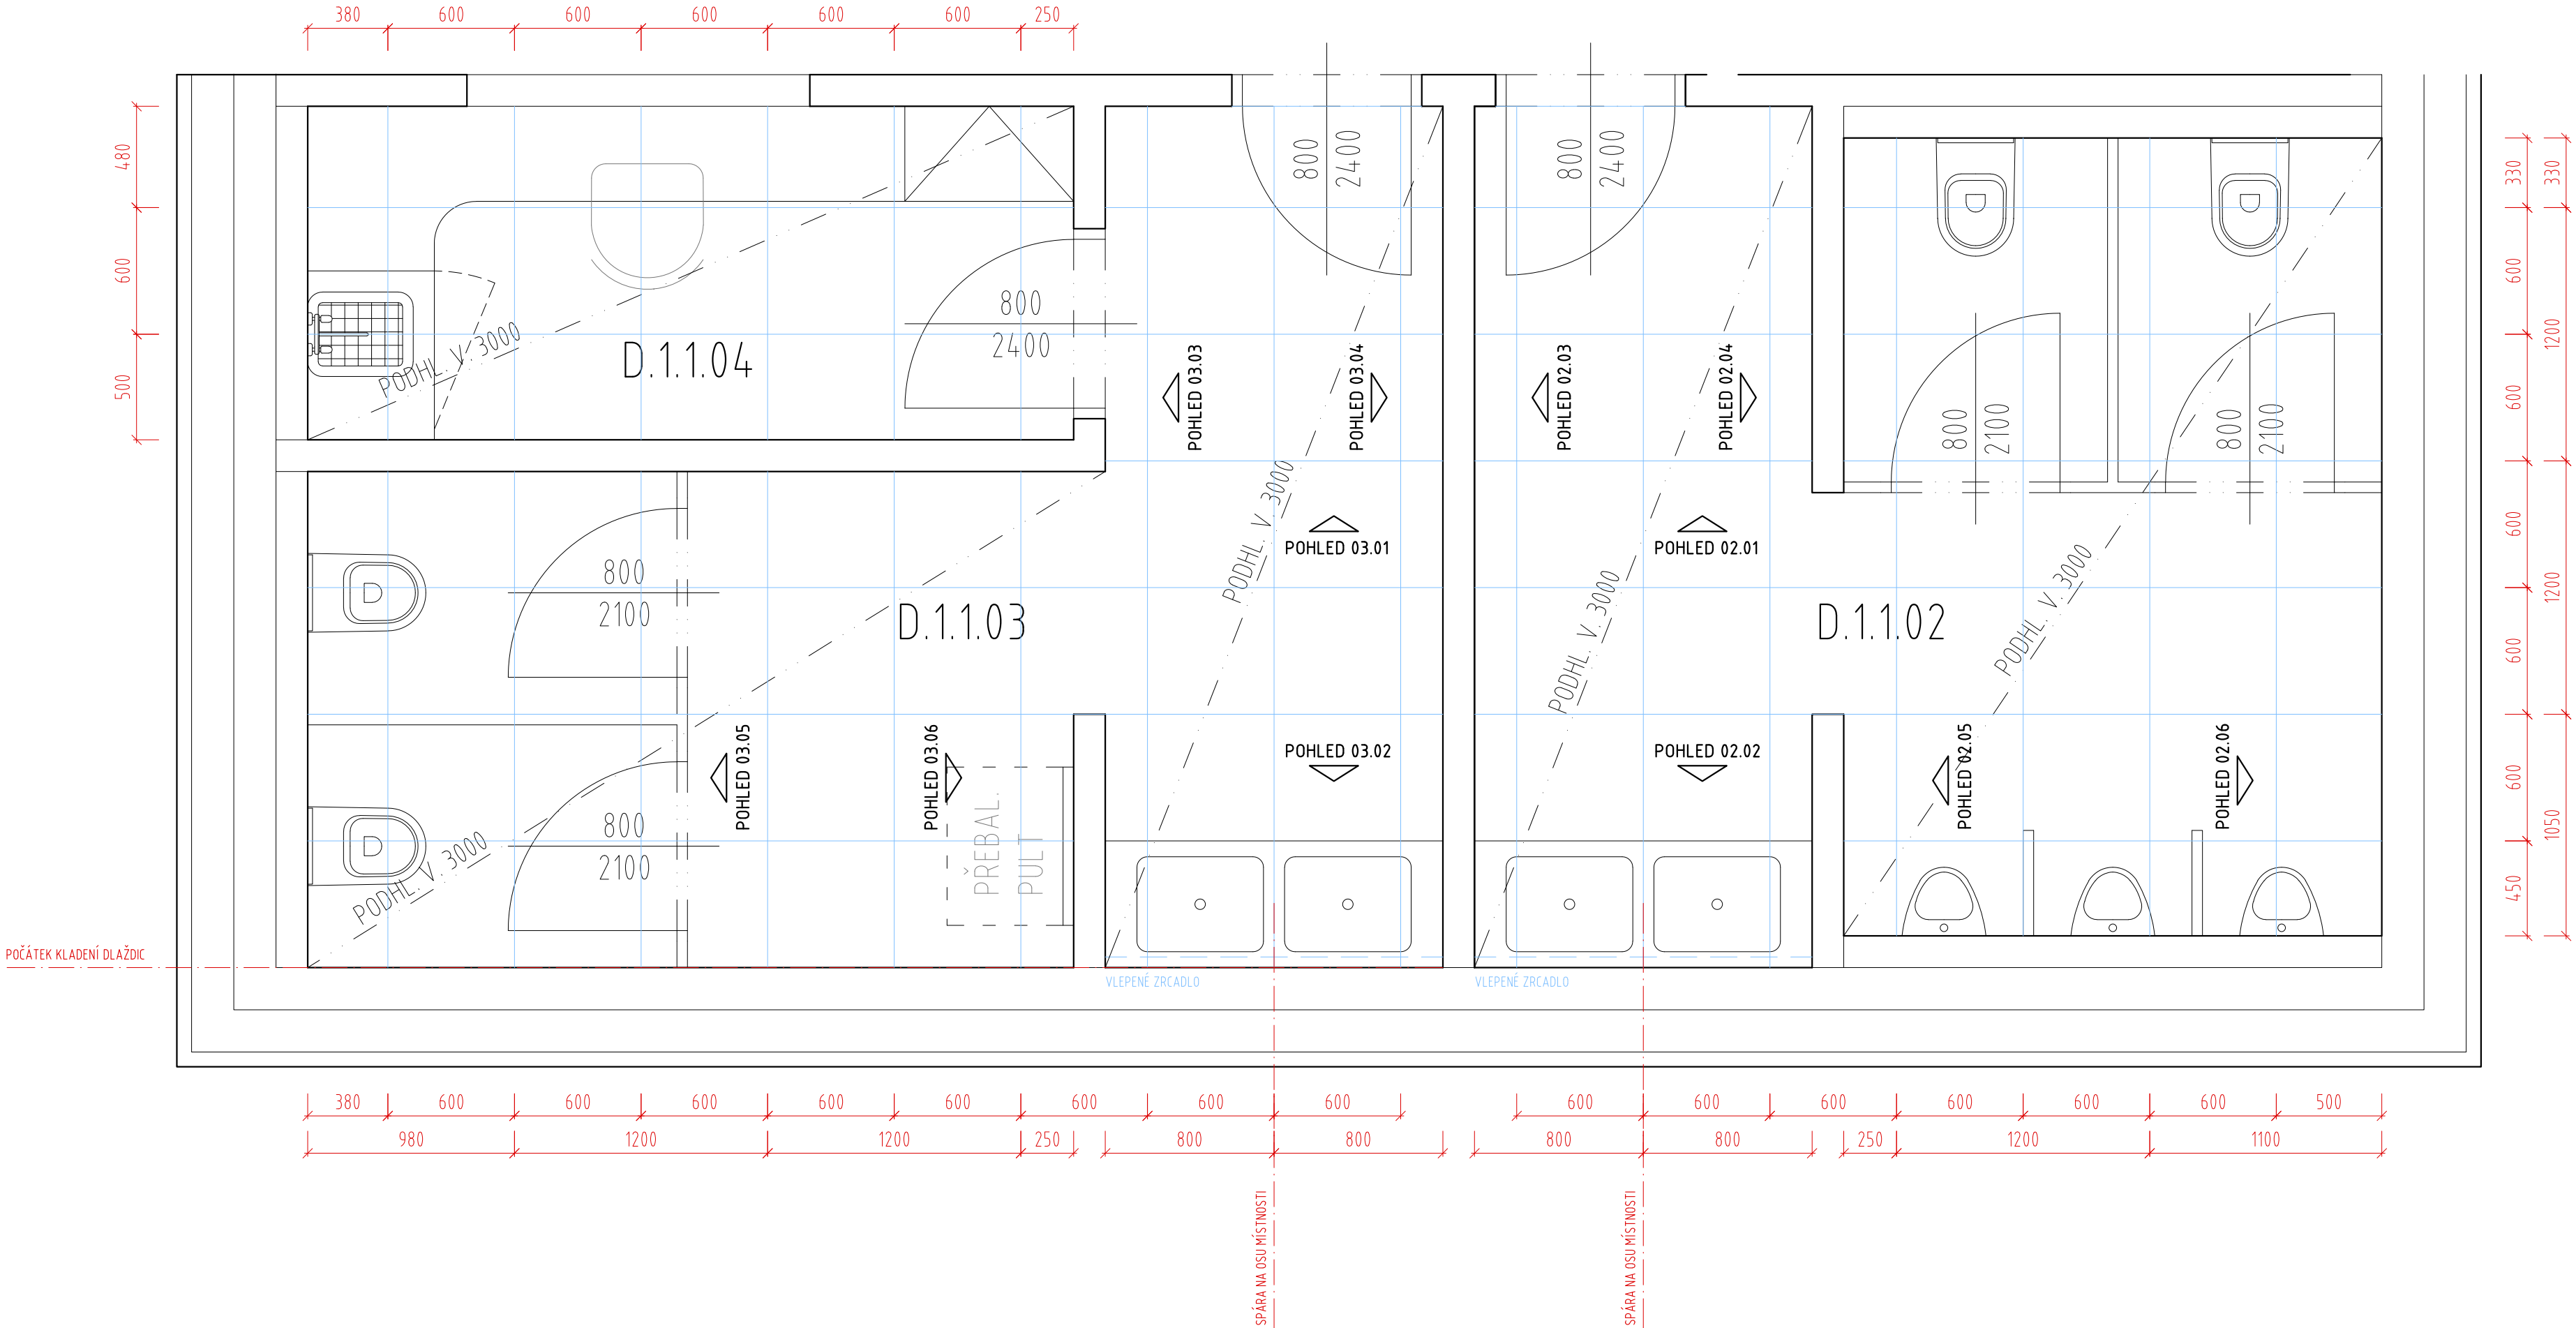 380 600 600 600 600 600 250
480
600
500
800
2400
800
2400
330
330
600
1200
600
600
1200
600
600
1050
450
800
2400
D.1.1.04
PODHL. V. 3000
POHLED 03.03
POHLED 03.04
POHLED 02.03
POHLED 02.04
800
2100
800
2100
PODHL. V. 3000
POHLED 03.01
POHLED 02.01
800
2100
D.1.1.03
PODHL. V. 3000
D.1.1.02
PODHL. V. 3000
POHLED 03.05
POHLED 03.06
POHLED 03.02
POHLED 02.02
POHLED 02.05
POHLED 02.06
800
2100
PŘEBAL.
PULT
PODHL. V. 3000
POČÁTEK KLADENÍ DLAŽDIC
VLEPENÉ ZRCADLO
VLEPENÉ ZRCADLO
380 600 600 600 600 600 600 600 600 600 600 600 600 600 600 500
980 1200 1200 250 800 800 800 800 250 1200 1100
SPÁRA NA OSU MÍSTNOSTI
SPÁRA NA OSU MÍSTNOSTI